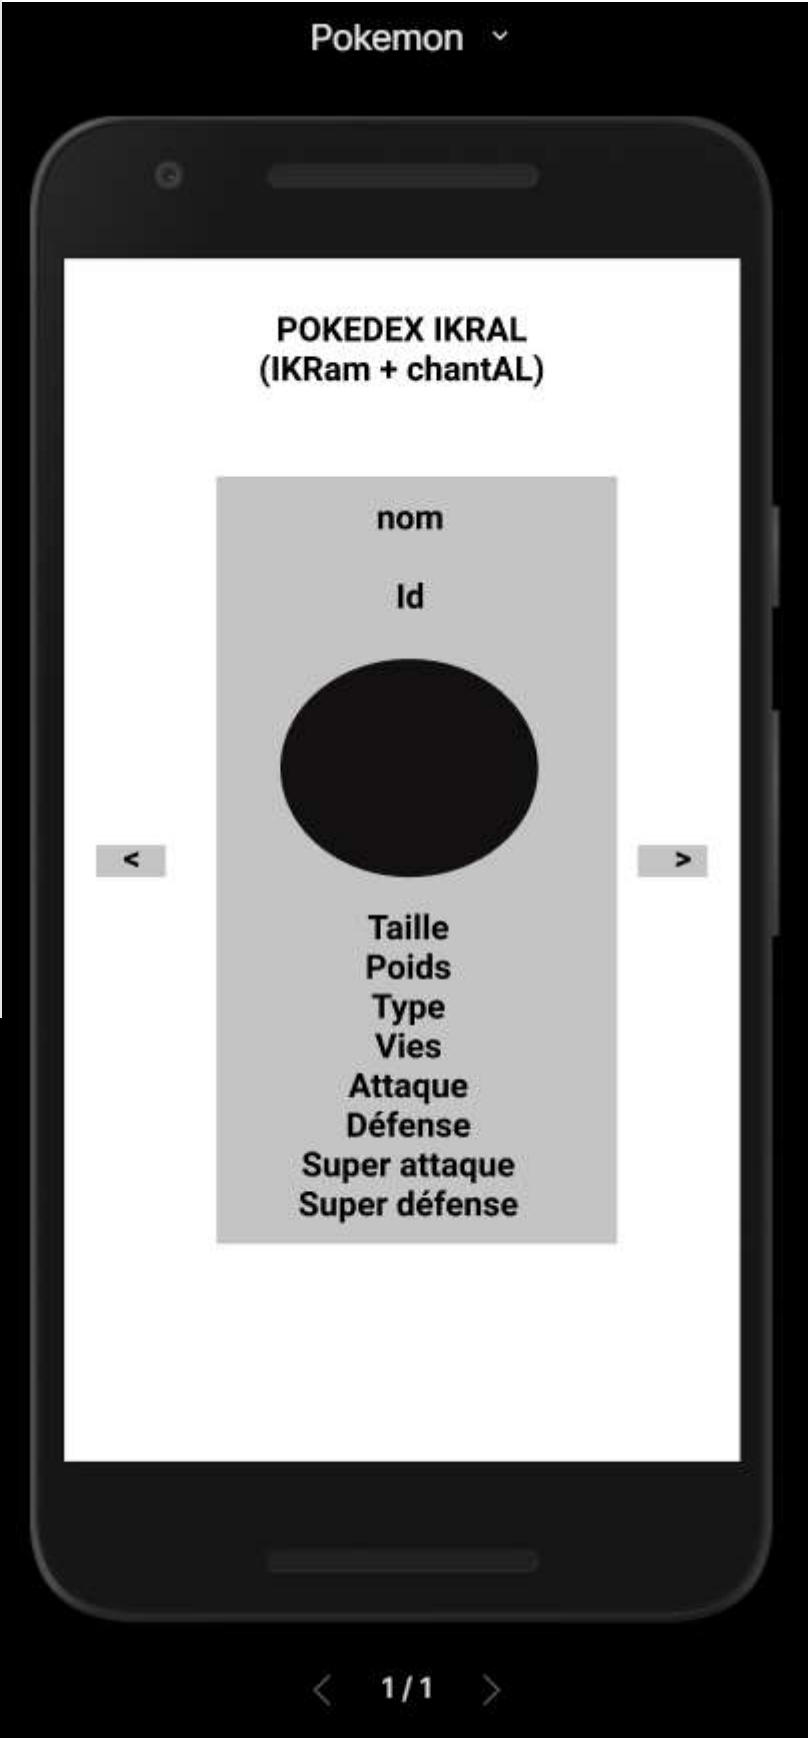 Pokemon
POKEDEX IKRAL
(IKRam + chantAL)
nom
Id
<
>
Taille
Poids
Type
Vies
Attaque
Défense
Super attaque
Super défense
1 / 1